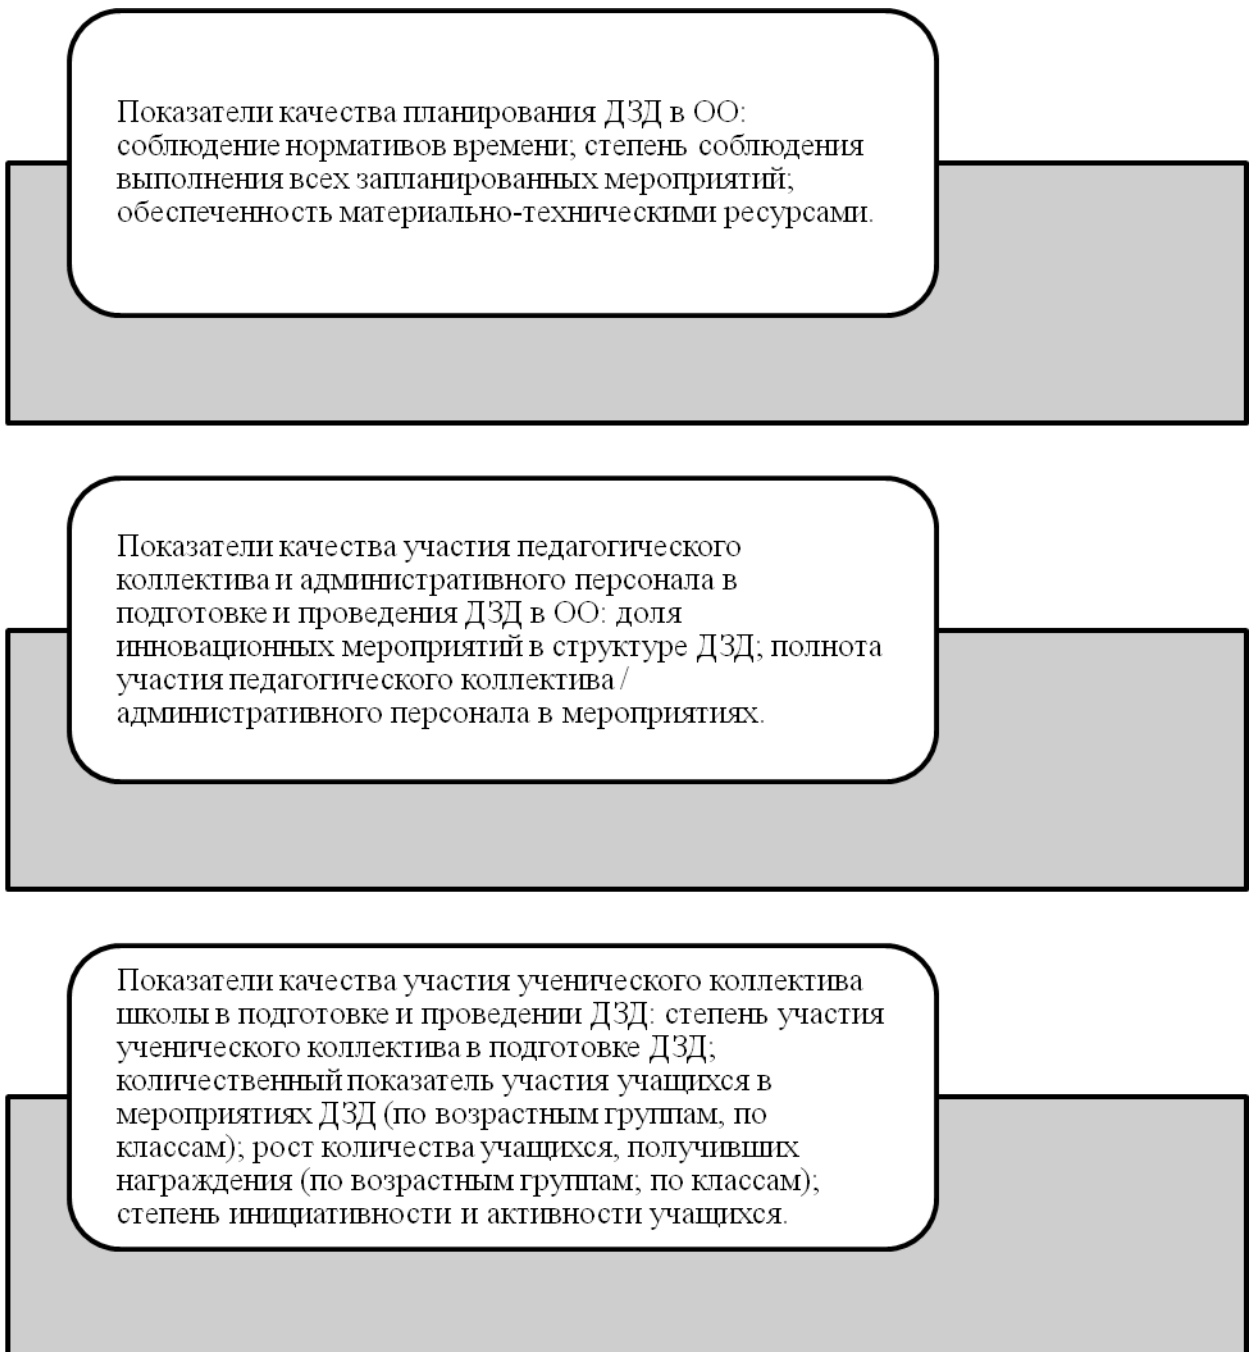 Показатели качества планирования ДЗД в ОО:
соблюдение нормативов времени; степень соблюдения
выполнения всех запланированных мероприятий;
обеспеченность материально-техническими ресурсами.
Показатели качества участия педагогического
коллектива и административного персонала в
подготовке и проведения ДЗД в ОО: доля
инновационных мероприятий в структуре ДЗД; полнота
участия педагогического коллектива /
административного персонала в мероприятиях.
Показатели качества участия ученического коллектива
школы в подготовке и проведении ДЗД: степень участия
ученического коллектива в подготовке ДЗД;
количественный показатель участия учащихся в
мероприятиях ДЗД (по возрастным группам, по
классам); рост количества учащихся, получивших
награждения (по возрастным группам; по классам);
степень инициативности и активности учащихся.